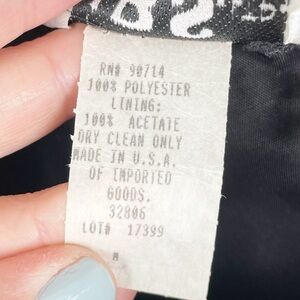 RN# 90714
100% POLYESTER
LINING:
100% ACETATE
DRY CLEAN ONLY
MADE IN U.S.A.
OF IMPORTED
GOODS.
32806
LOT# 17399
M